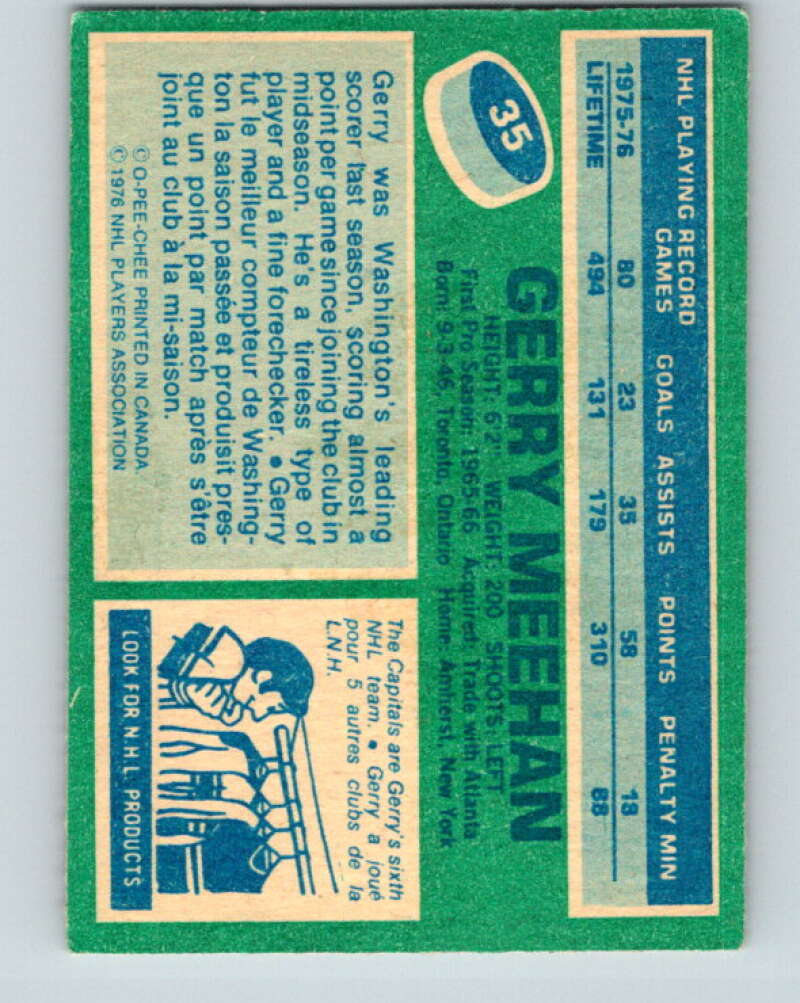 NHL PLAYING RECORD
GAMES GOALS ASSISTS POINTS PENALTY MIN
1975-76 80 23 35 58 18
LIFETIME 494 131 179 310 88
35
GERRY MEEHAN
HEIGHT: 6'2" WEIGHT: 200 SHOOTS: LEFT
First Pro Season: 1965-66 Acquired: Trade with Atlanta
Born: 9-3-46, Toronto, Ontario Home: Amherst, New York
Gerry was Washington's leading
scorer last season, scoring almost a
point per game since joining the club in
midseason. He's a tireless type of
player and a fine forechecker. • Gerry
fut le meilleur compteur de Washing-
ton la saison passée et produisit pres-
que un point par match après s'être
joint au club à la mi-saison.
© O-PEE-CHEE PRINTED IN CANADA
© 1976 NHL PLAYERS ASSOCIATION
The Capitals are Gerry's sixth
NHL team. • Gerry a joué
pour 5 autres clubs de la
L.N.H.
LOOK FOR N.H.L. PRODUCTS